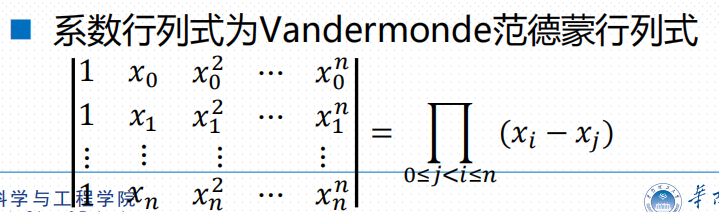 ■ 系数行列式为Vandermonde范德蒙行列式
| 1 x₀ x₀² ⋯ x₀ⁿ |
| 1 x₁ x₁² ⋯ x₁ⁿ |
| ⋮ ⋮ ⋮ ⋮ | = ∏ (xᵢ − xⱼ)
0≤j<i≤n
| 1 xₙ xₙ² ⋯ xₙⁿ |
科学与工程学院